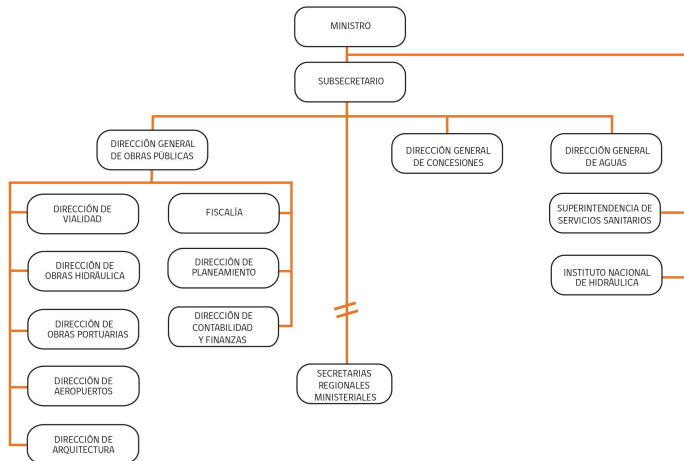 MINISTRO
SUBSECRETARIO
DIRECCIÓN GENERAL
DE OBRAS PÚBLICAS
DIRECCIÓN GENERAL
DE CONCESIONES
DIRECCIÓN GENERAL
DE AGUAS
DIRECCIÓN DE
VIALIDAD
FISCALÍA
SUPERINTENDENCIA DE
SERVICIOS SANITARIOS
DIRECCIÓN DE
OBRAS HIDRÁULICA
DIRECCIÓN DE
PLANEAMIENTO
INSTITUTO NACIONAL
DE HIDRÁULICA
DIRECCIÓN DE
OBRAS PORTUARIAS
DIRECCIÓN DE
CONTABILIDAD
Y FINANZAS
DIRECCIÓN DE
AEROPUERTOS
SECRETARIAS
REGIONALES
MINISTERIALES
DIRECCIÓN DE
ARQUITECTURA